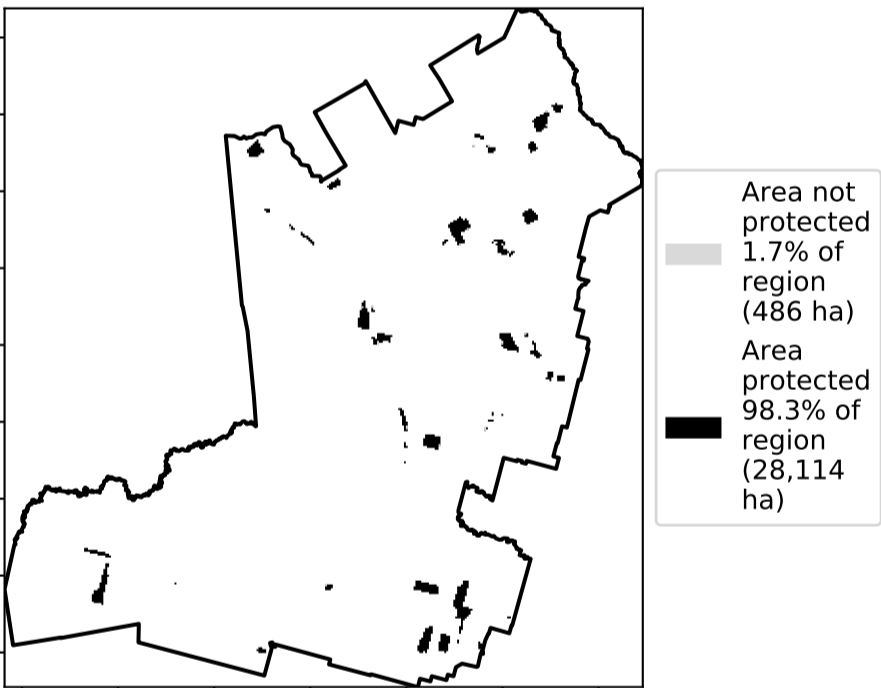 Area not
protected
1.7% of
region
(486 ha)
Area
protected
98.3% of
region
(28,114
ha)